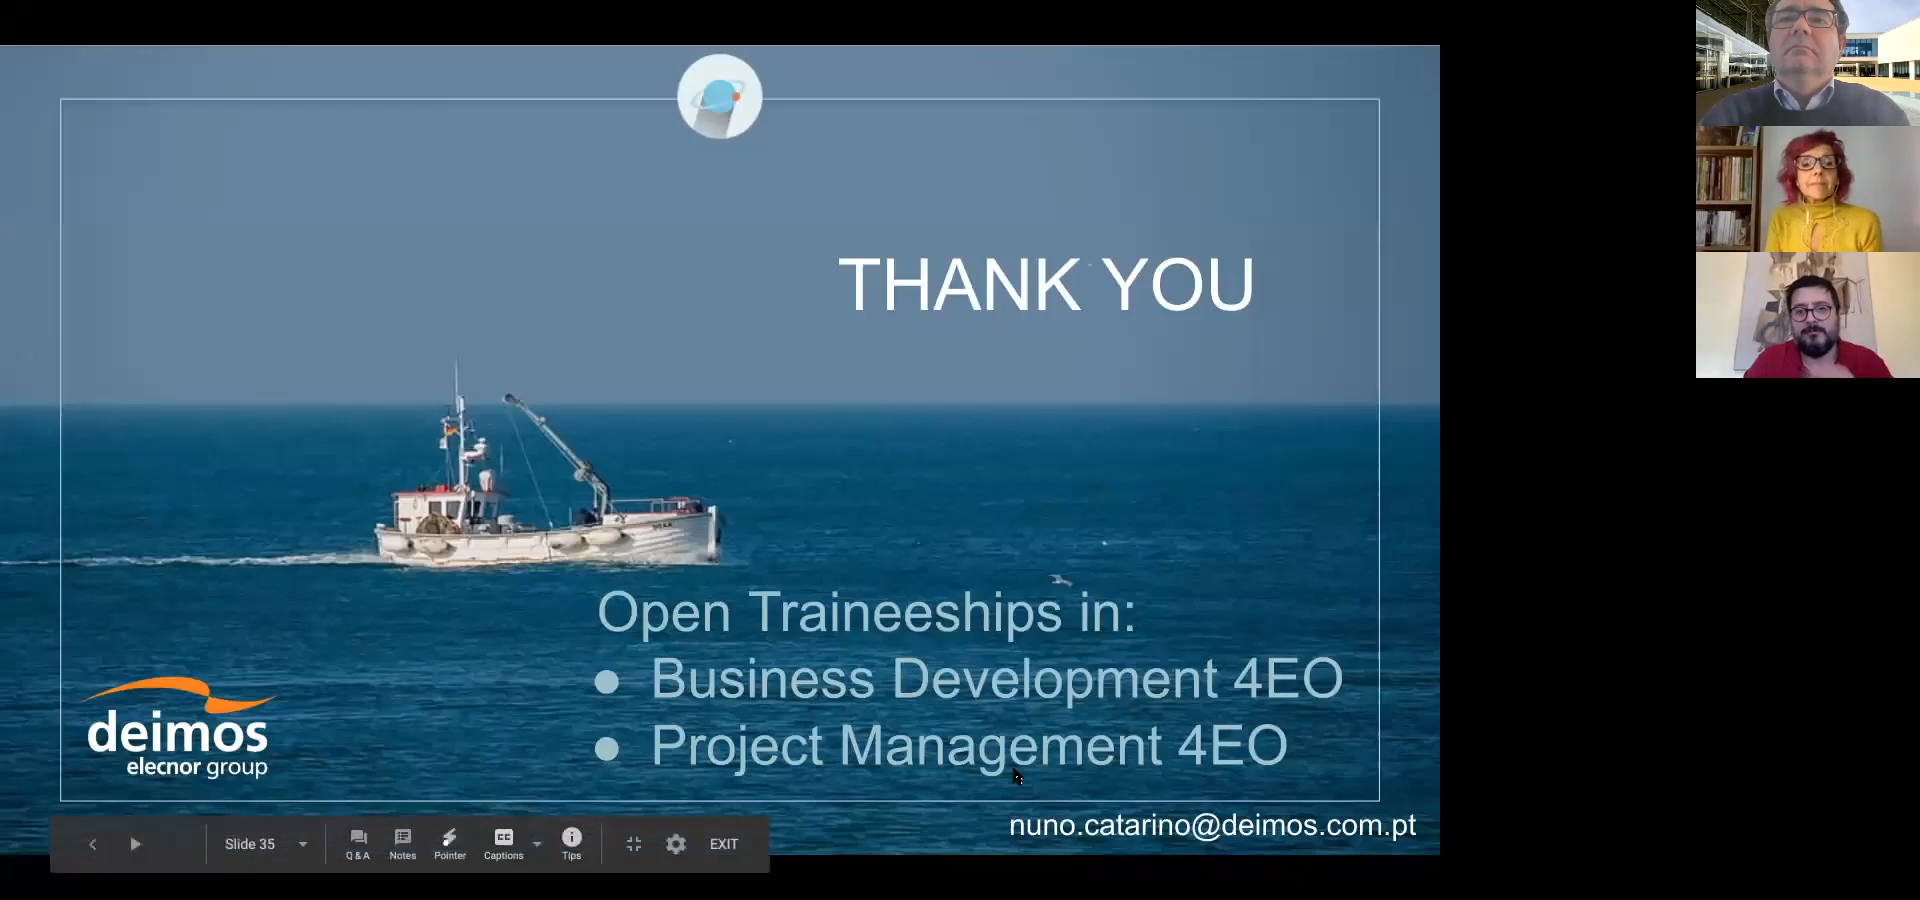 THANK YOU
Open Traineeships in:
● Business Development 4EO
● Project Management 4EO
deimos
elecnor group
nuno.catarino@deimos.com.pt
Slide 35
Q & A
Notes
Pointer
CC
Captions
Tips
EXIT